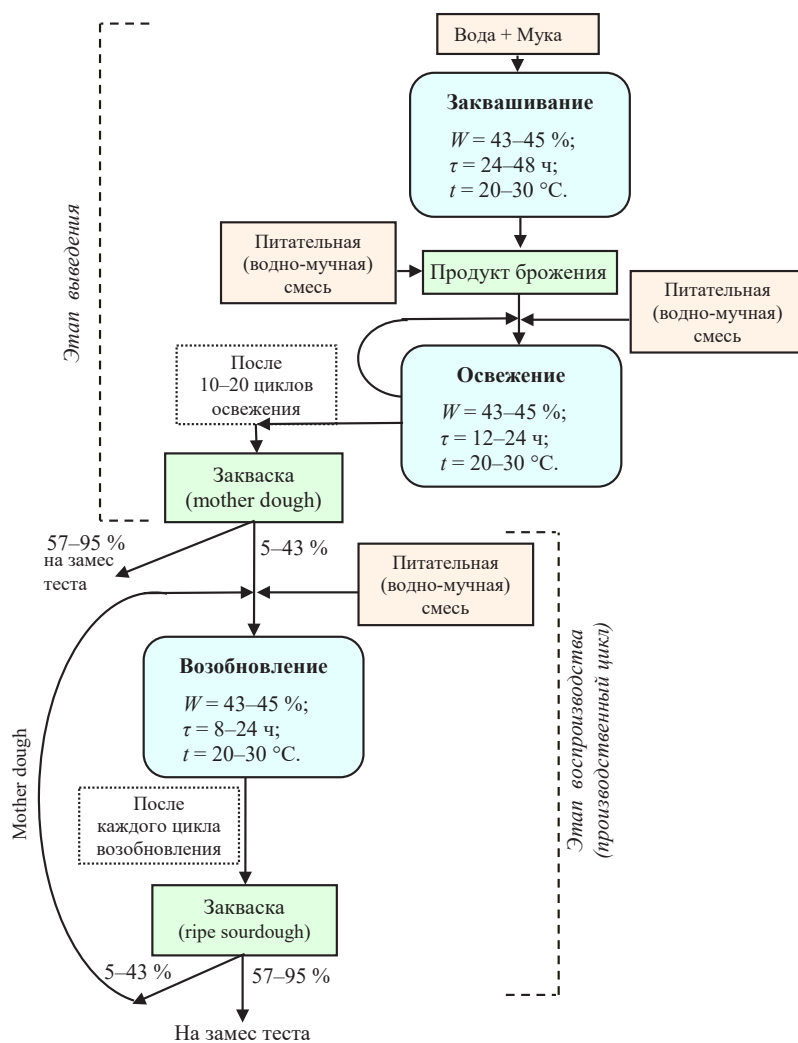 Вода + Мука
Заквашивание
W = 43–45 %;
τ = 24–48 ч;
t = 20–30 °C.
Этап выведения
Питательная
(водно-мучная)
смесь
Продукт брожения
Питательная
(водно-мучная)
смесь
Освежение
W = 43–45 %;
τ = 12–24 ч;
t = 20–30 °C.
После
10–20 циклов
освежения
Закваска
(mother dough)
57–95 %
на замес
теста
5–43 %
Питательная
(водно-мучная)
смесь
Возобновление
W = 43–45 %;
τ = 8–24 ч;
t = 20–30 °C.
Этап воспроизводства
(производственный цикл)
Mother dough
После
каждого цикла
возобновления
Закваска
(ripe sourdough)
5–43 %
57–95 %
На замес теста